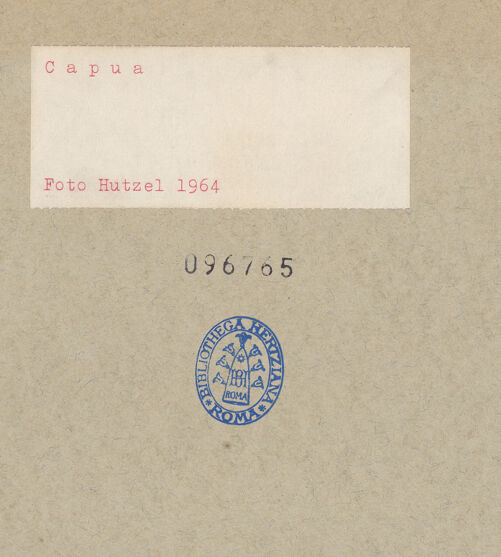 C a p u a
Foto Hutzel 1964
096765
BIBLIOTHECA HERTZIANA
ROMA
ROMA